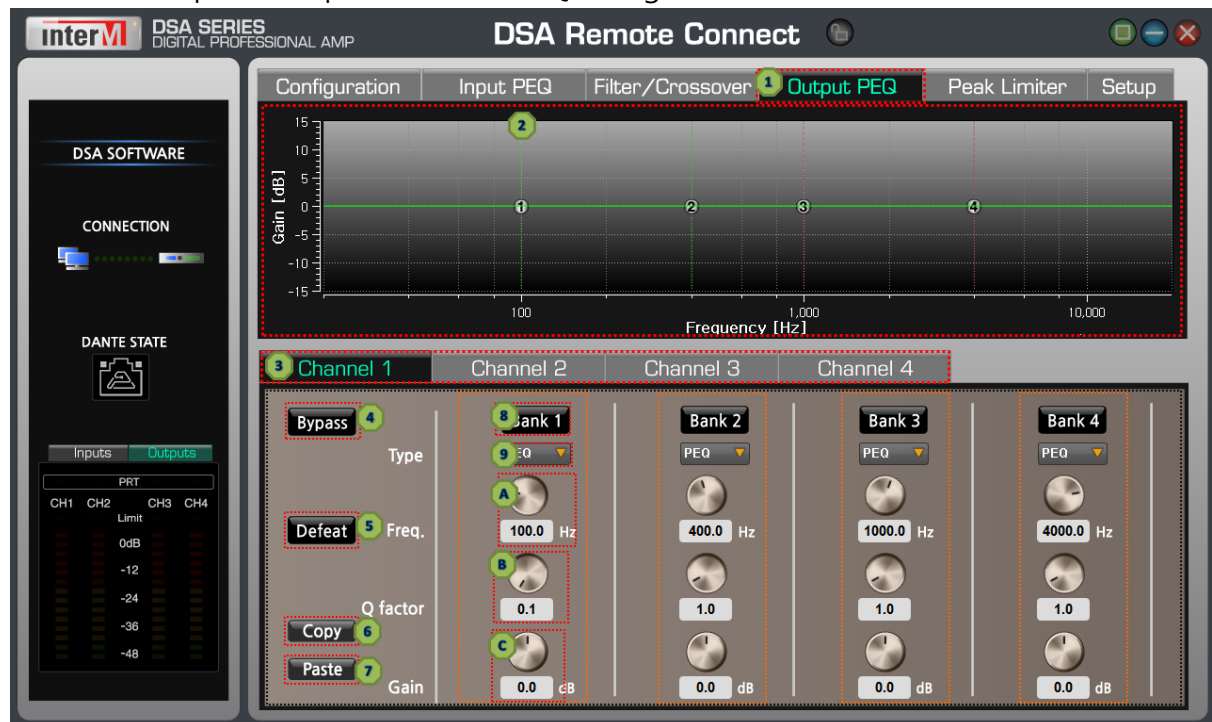 interM DSA SERIES
DIGITAL PROFESSIONAL AMP
DSA Remote Connect
Configuration Input PEQ Filter/Crossover 1 Output PEQ Peak Limiter Setup
DSA SOFTWARE
CONNECTION
DANTE STATE
Inputs Outputs
PRT
CH1 CH2 CH3 CH4
Limit
0dB
-12
-24
-36
-48
2
15
10
5
0
-5
-10
-15
Gain [dB]
1 2 3 4
100 1,000 10,000
Frequency [Hz]
3 Channel 1 Channel 2 Channel 3 Channel 4
Bypass 4 8 Bank 1 Bank 2 Bank 3 Bank 4
Type 9 PEQ PEQ PEQ
A
Defeat 5 Freq. 100.0 Hz 400.0 Hz 1000.0 Hz 4000.0 Hz
B
Q factor 0.1 1.0 1.0 1.0
Copy 6
C
Paste 7
Gain 0.0 dB 0.0 dB 0.0 dB 0.0 dB